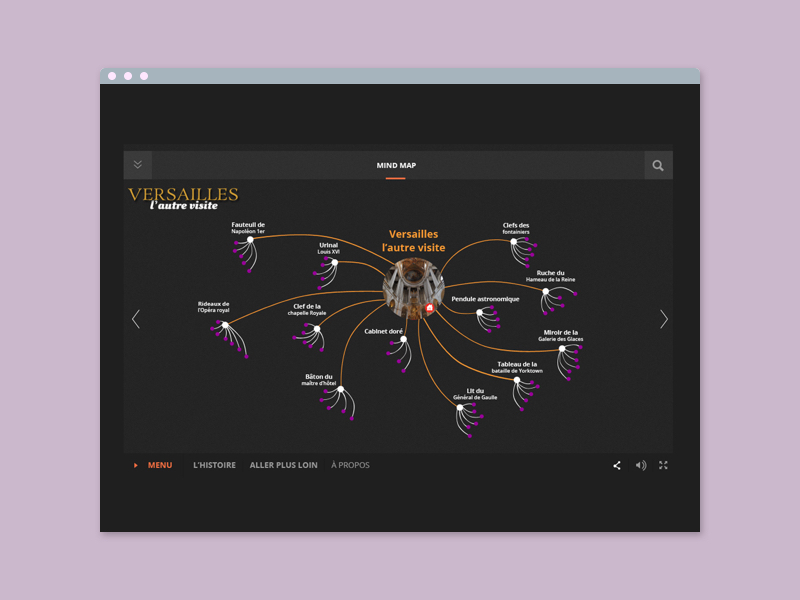 MIND MAP
VERSAILLES
l'autre visite
Versailles
l'autre visite
Fauteuil de
Napoléon 1er
Urinal
Louis XVI
Clefs des
fontainiers
Ruche du
Hameau de la Reine
Rideaux de
l'Opéra royal
Clef de la
chapelle Royale
Pendule astronomique
Cabinet doré
Miroir de la
Galerie des Glaces
Bâton du
maître d'hôtel
Tableau de la
bataille de Yorktown
Lit du
Général de Gaulle
MENU L'HISTOIRE ALLER PLUS LOIN À PROPOS